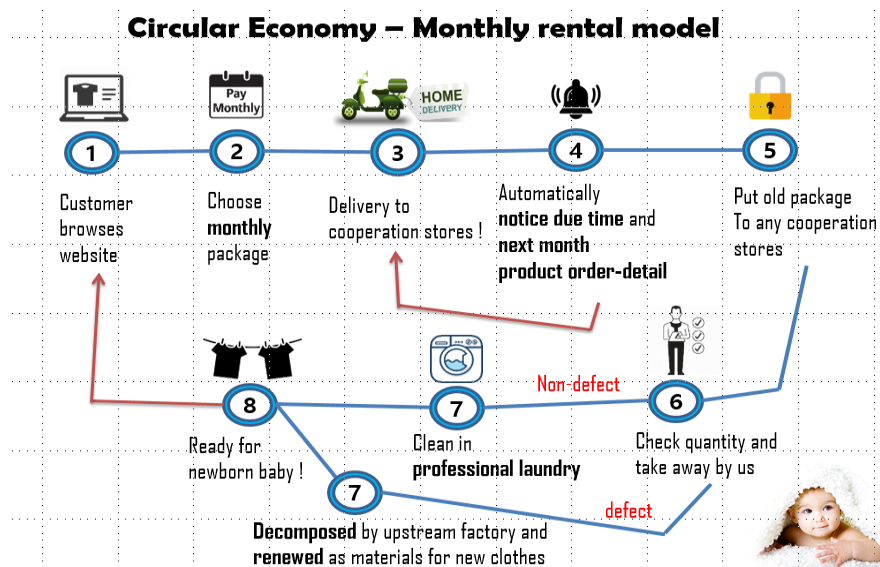 Circular Economy – Monthly rental model
Pay
Monthly
HOME
DELIVERY
1
2
3
4
5
Customer
browses
website
Choose
monthly
package
Delivery to
cooperation stores !
Automatically
notice due time and
next month
product order-detail
Put old package
To any cooperation
stores
8
7
Non-defect
6
Ready for
newborn baby !
Clean in
professional laundry
Check quantity and
take away by us
7
defect
Decomposed by upstream factory and
renewed as materials for new clothes